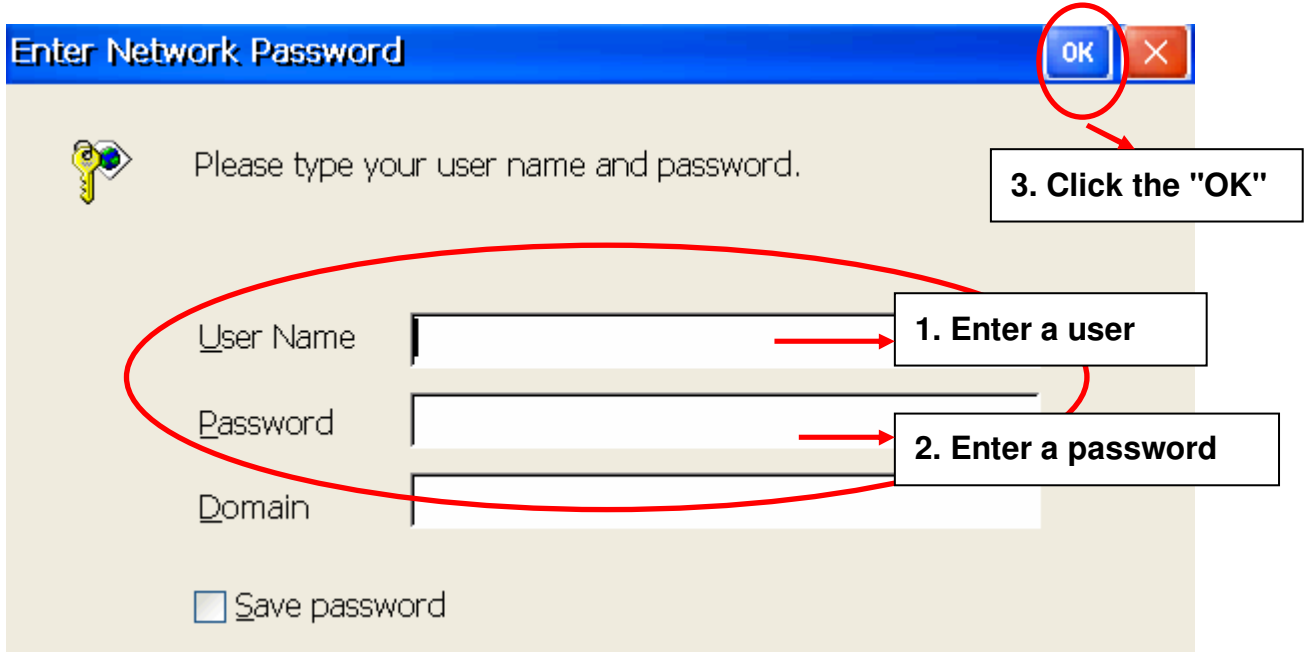 Enter Network Password
OK
Please type your user name and password.
3. Click the "OK"
User Name
1. Enter a user
Password
2. Enter a password
Domain
Save password